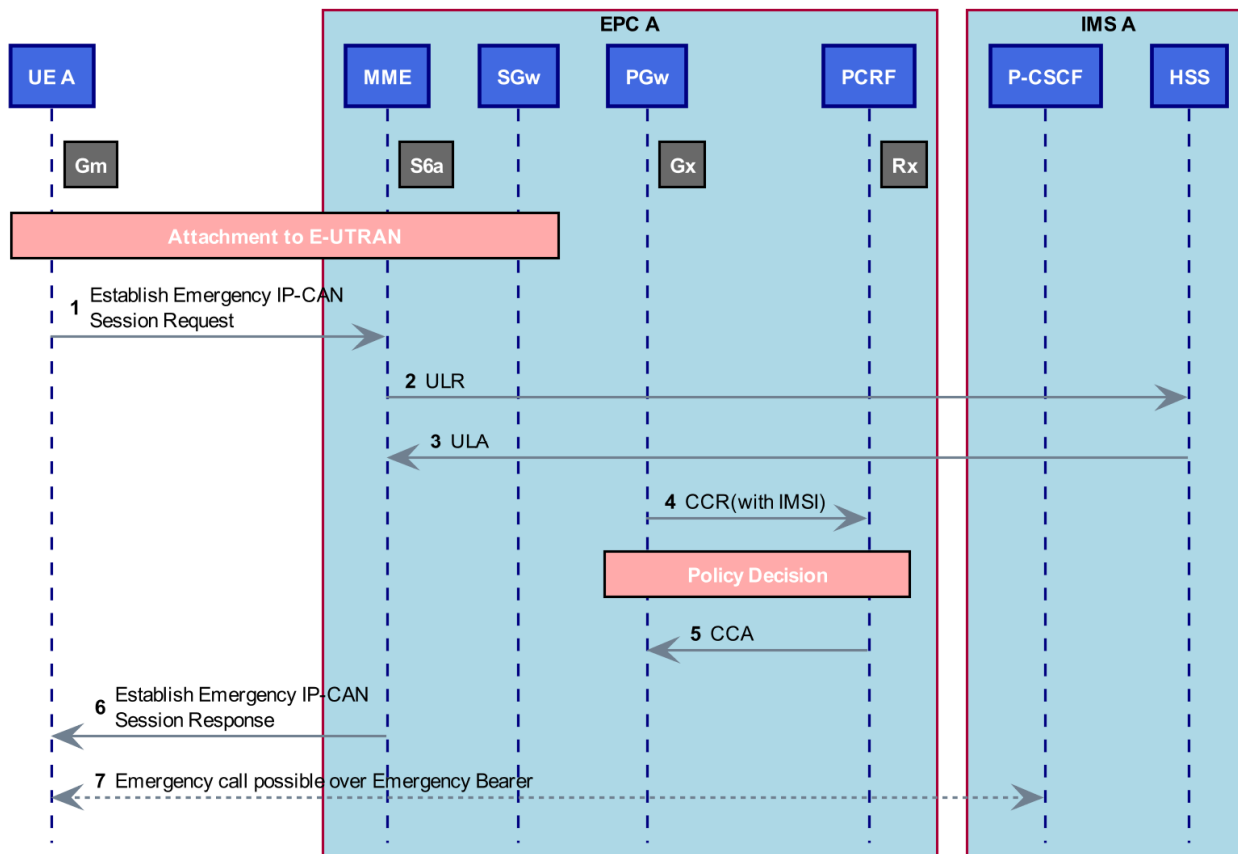 EPC A
IMS A
UE A
MME
SGw
PGw
PCRF
P-CSCF
HSS
Gm
S6a
Gx
Rx
Attachment to E-UTRAN
1 Establish Emergency IP-CAN
Session Request
2 ULR
3 ULA
4 CCR(with IMSI)
Policy Decision
5 CCA
6 Establish Emergency IP-CAN
Session Response
7 Emergency call possible over Emergency Bearer